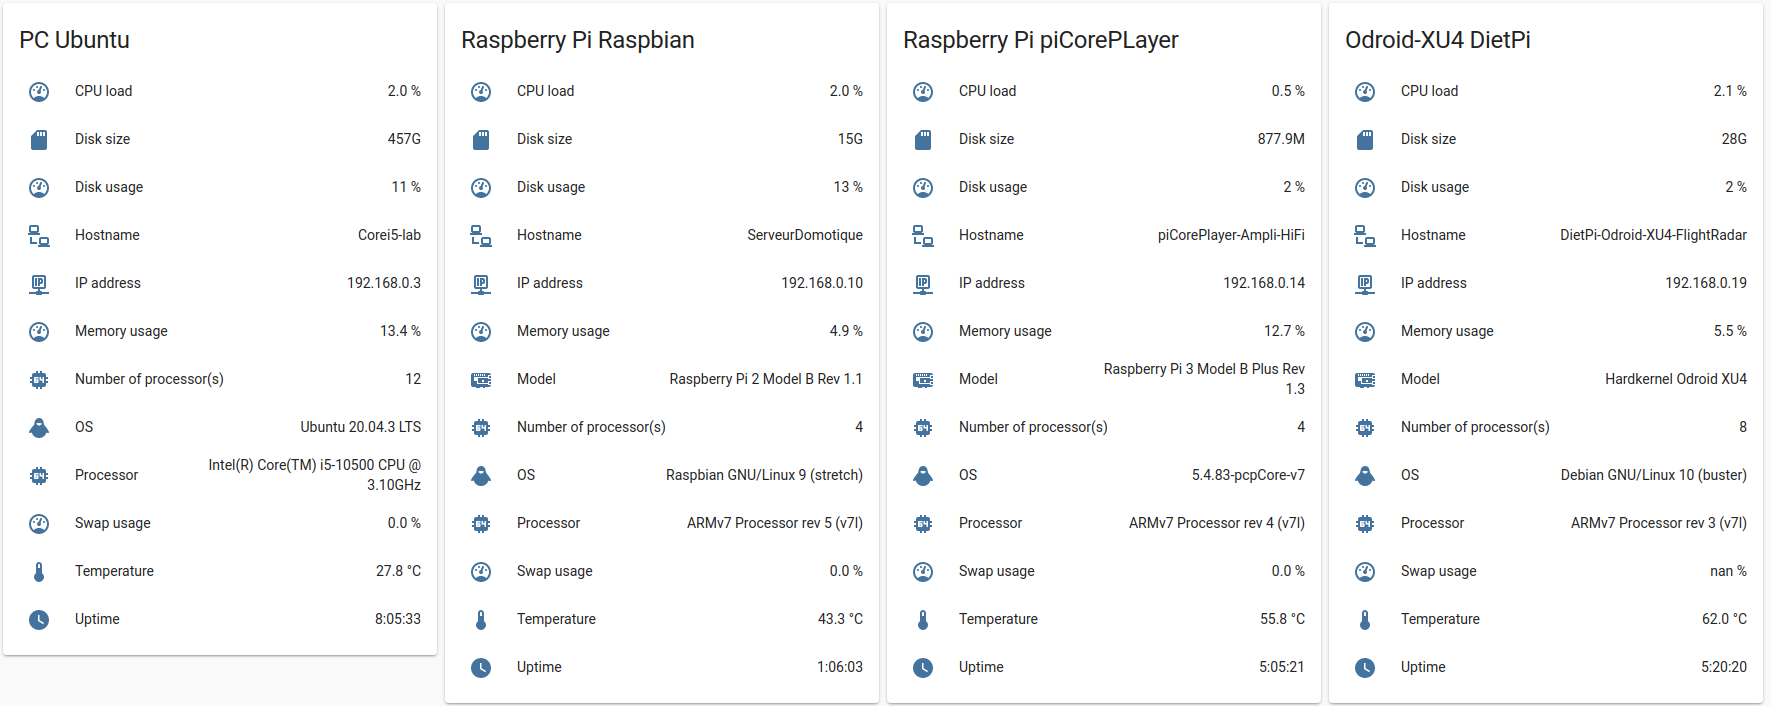 PC Ubuntu
CPU load 2.0 %
Disk size 457G
Disk usage 11 %
Hostname Corei5-lab
IP address 192.168.0.3
Memory usage 13.4 %
Number of processor(s) 12
OS Ubuntu 20.04.3 LTS
Processor Intel(R) Core(TM) i5-10500 CPU @
3.10GHz
Swap usage 0.0 %
Temperature 27.8 °C
Uptime 8:05:33
Raspberry Pi Raspbian
CPU load 2.0 %
Disk size 15G
Disk usage 13 %
Hostname ServeurDomotique
IP address 192.168.0.10
Memory usage 4.9 %
Model Raspberry Pi 2 Model B Rev 1.1
Number of processor(s) 4
OS Raspbian GNU/Linux 9 (stretch)
Processor ARMv7 Processor rev 5 (v7l)
Swap usage 0.0 %
Temperature 43.3 °C
Uptime 1:06:03
Raspberry Pi piCorePLayer
CPU load 0.5 %
Disk size 877.9M
Disk usage 2 %
Hostname piCorePlayer-Ampli-HiFi
IP address 192.168.0.14
Memory usage 12.7 %
Model Raspberry Pi 3 Model B Plus Rev
1.3
Number of processor(s) 4
OS 5.4.83-pcpCore-v7
Processor ARMv7 Processor rev 4 (v7l)
Swap usage 0.0 %
Temperature 55.8 °C
Uptime 5:05:21
Odroid-XU4 DietPi
CPU load 2.1 %
Disk size 28G
Disk usage 2 %
Hostname DietPi-Odroid-XU4-FlightRadar
IP address 192.168.0.19
Memory usage 5.5 %
Model Hardkernel Odroid XU4
Number of processor(s) 8
OS Debian GNU/Linux 10 (buster)
Processor ARMv7 Processor rev 3 (v7l)
Swap usage nan %
Temperature 62.0 °C
Uptime 5:20:20